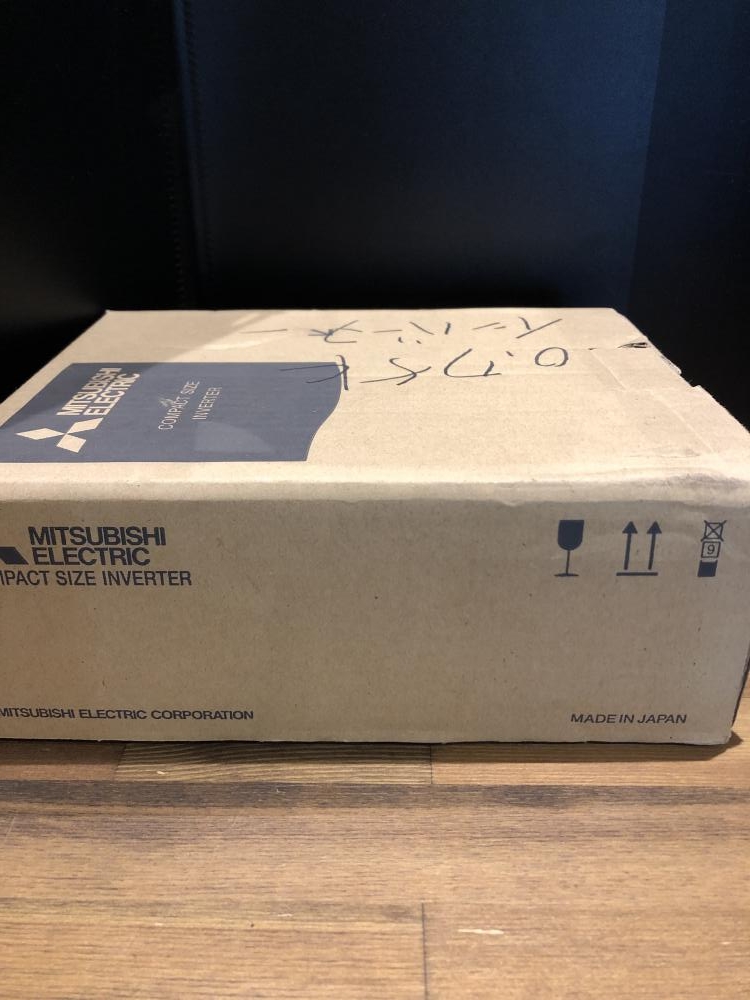 MITSUBISHI
ELECTRIC
COMPACT SIZE
INVERTER
0.75K
インバーター
MITSUBISHI
ELECTRIC
MPACT SIZE INVERTER
9
MITSUBISHI ELECTRIC CORPORATION
MADE IN JAPAN